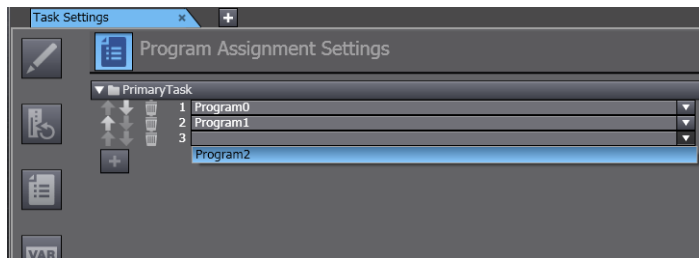 Task Settings × +
Program Assignment Settings
PrimaryTask
1 Program0
2 Program1
3
Program2
+
VAR